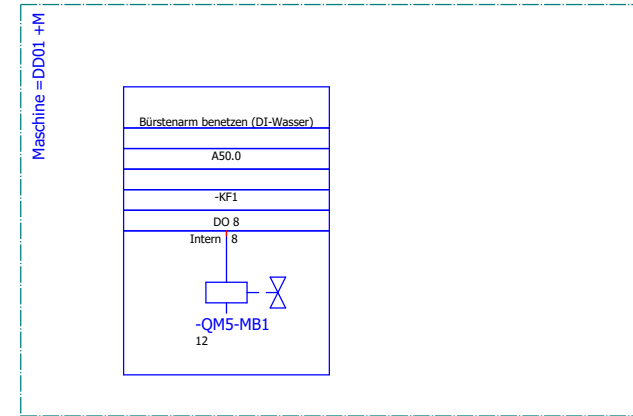 Maschine =DD01 +M
Bürstenarm benetzen (DI-Wasser)
A50.0
-KF1
DO 8
Intern 8
-QM5-MB1
12